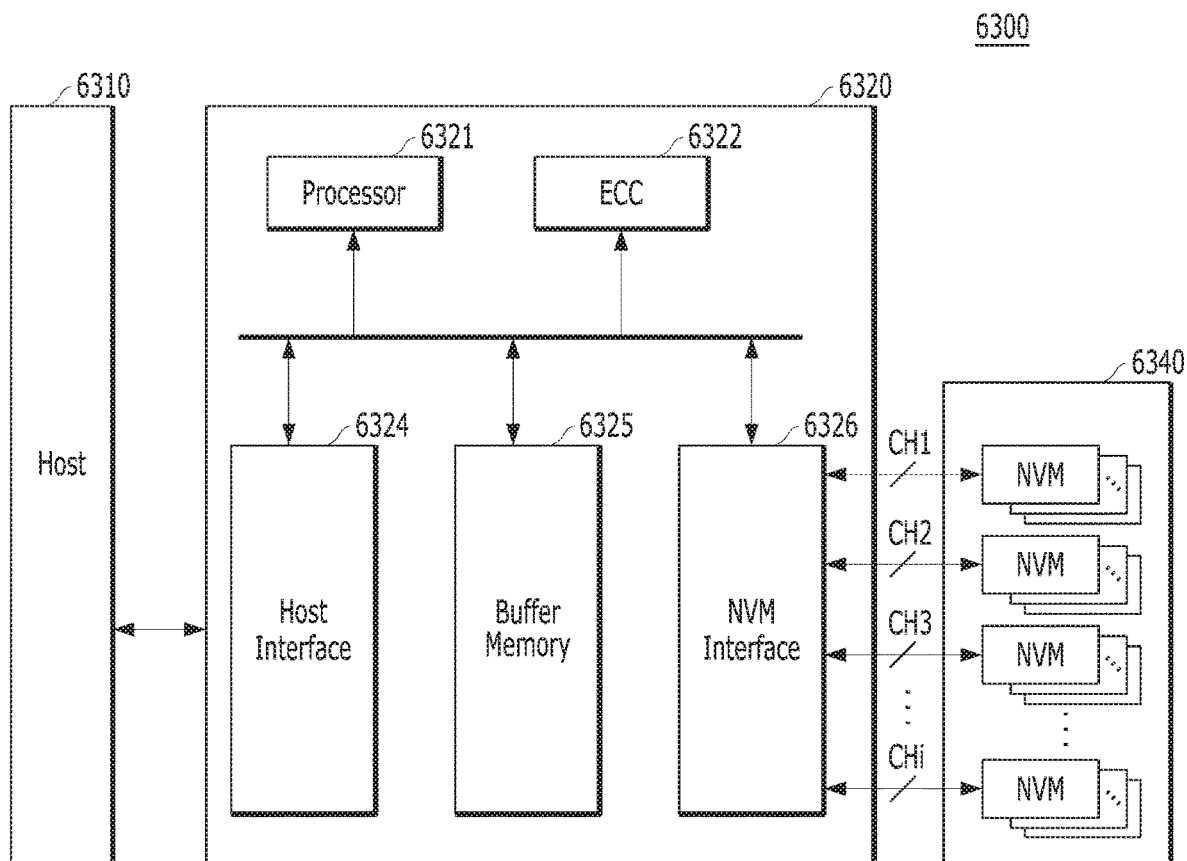 6300
6310
6320
6321
6322
Processor
ECC
6340
6324
6325
6326
CH1
Host
NVM
CH2
NVM
Host
Interface
Buffer
Memory
NVM
Interface
CH3
NVM
CHi
NVM